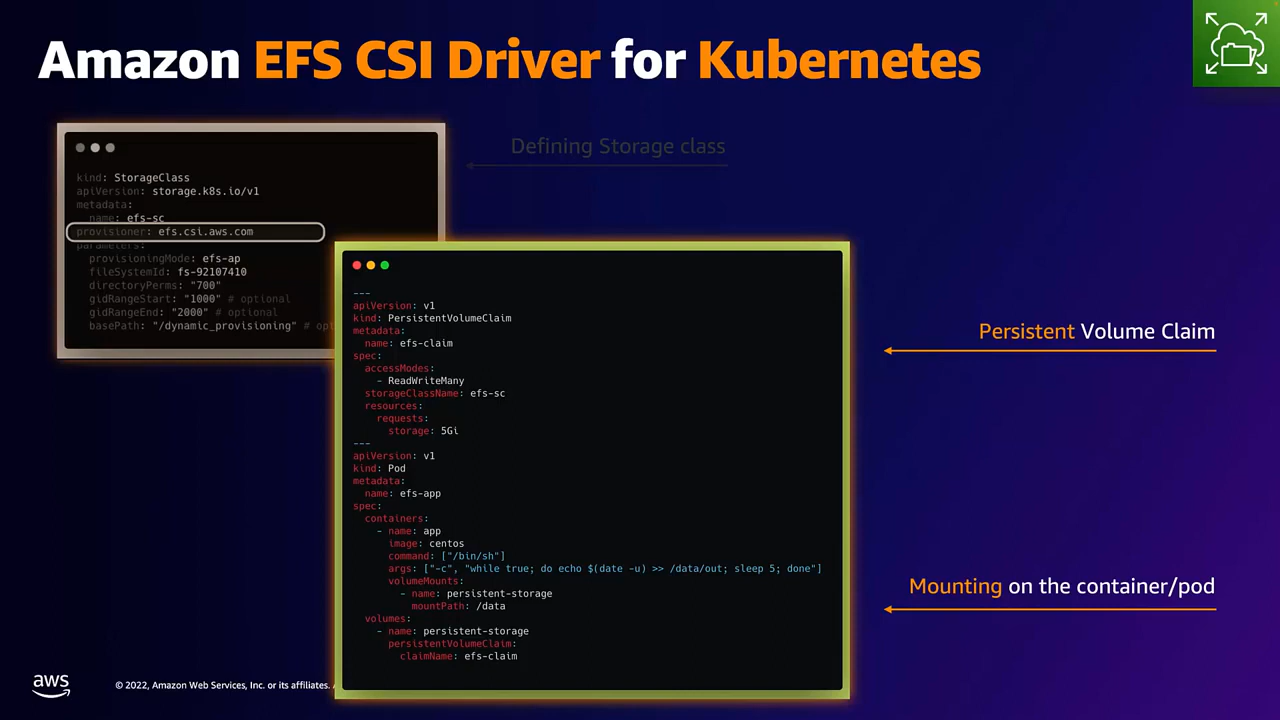 Amazon EFS CSI Driver for Kubernetes
Defining Storage class
kind: StorageClass
apiVersion: storage.k8s.io/v1
metadata:
  name: efs-sc
provisioner: efs.csi.aws.com
parameters:
  provisioningMode: efs-ap
  fileSystemId: fs-92107410
  directoryPerms: "700"
  gidRangeStart: "1000" # optional
  gidRangeEnd: "2000" # optional
  basePath: "/dynamic_provisioning" # opt
---
apiVersion: v1
kind: PersistentVolumeClaim
metadata:
  name: efs-claim
spec:
  accessModes:
    - ReadWriteMany
  storageClassName: efs-sc
  resources:
    requests:
      storage: 5Gi
---
apiVersion: v1
kind: Pod
metadata:
  name: efs-app
spec:
  containers:
    - name: app
      image: centos
      command: ["/bin/sh"]
      args: ["-c", "while true; do echo $(date -u) >> /data/out; sleep 5; done"]
      volumeMounts:
        - name: persistent-storage
          mountPath: /data
  volumes:
    - name: persistent-storage
      persistentVolumeClaim:
        claimName: efs-claim
Persistent Volume Claim
Mounting on the container/pod
aws
© 2022, Amazon Web Services, Inc. or its affiliates.